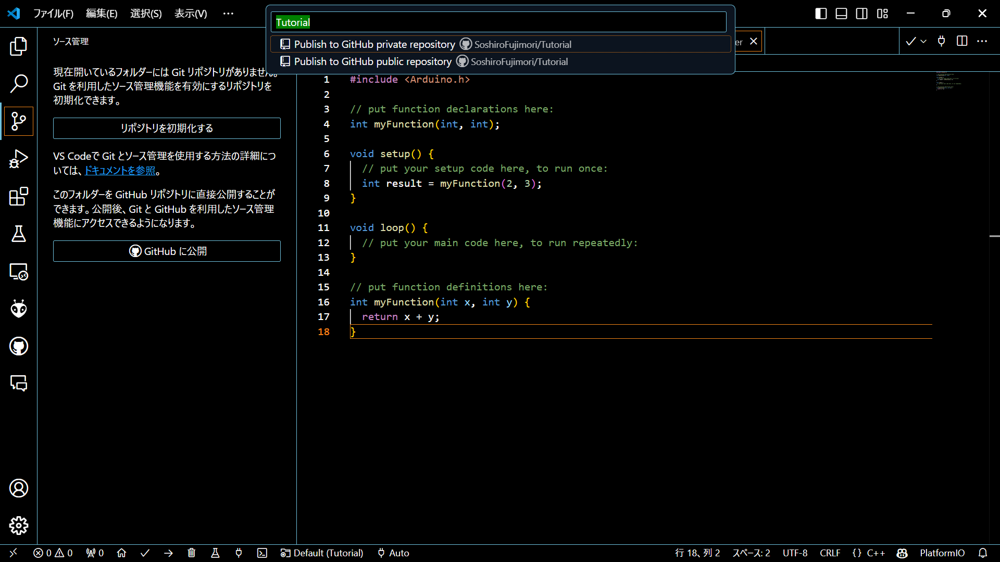 ファイル(F) 編集(E) 選択(S) 表示(V) ···
Tutorial
Publish to GitHub private repository SoshiroFujimori/Tutorial
Publish to GitHub public repository SoshiroFujimori/Tutorial
er
ソース管理
現在開いているフォルダーには Git リポジトリがありません。
Git を利用したソース管理機能を有効にするリポジトリを
初期化できます。
リポジトリを初期化する
VS Codeで Git とソース管理を使用する方法の詳細につ
いては、ドキュメントを参照。
このフォルダーを GitHub リポジトリに直接公開することが
できます。公開後、Git と GitHub を利用したソース管理
機能にアクセスできるようになります。
GitHub に公開
1 #include <Arduino.h>
2
3 // put function declarations here:
4 int myFunction(int, int);
5
6 void setup() {
7 // put your setup code here, to run once:
8 int result = myFunction(2, 3);
9 }
10
11 void loop() {
12 // put your main code here, to run repeatedly:
13 }
14
15 // put function definitions here:
16 int myFunction(int x, int y) {
17 return x + y;
18 }
0 0 0 Default (Tutorial) Auto 行 18、列 2 スペース: 2 UTF-8 CRLF {} C++ PlatformIO